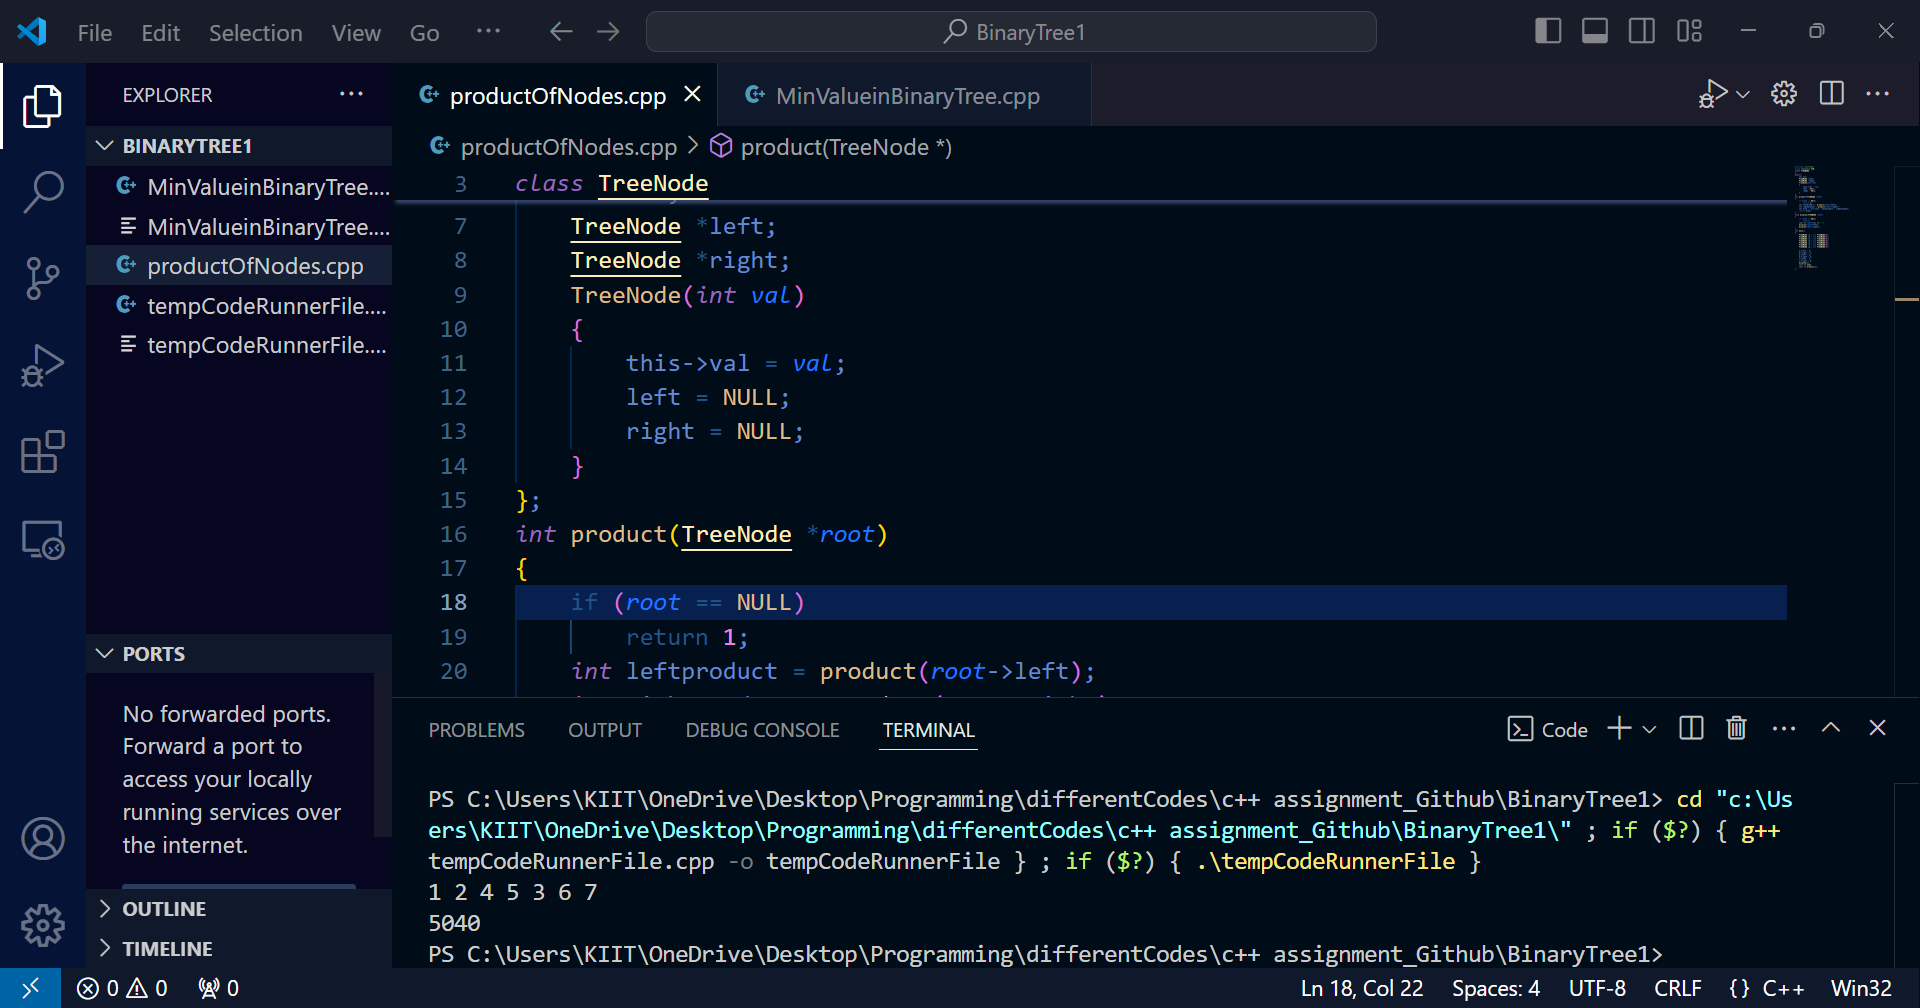 File Edit Selection View Go ··· BinaryTree1
EXPLORER ···
BINARYTREE1
MinValueinBinaryTree....
MinValueinBinaryTree....
productOfNodes.cpp
tempCodeRunnerFile....
tempCodeRunnerFile....
PORTS
No forwarded ports.
Forward a port to
access your locally
running services over
the internet.
OUTLINE
TIMELINE
productOfNodes.cpp MinValueinBinaryTree.cpp
productOfNodes.cpp > product(TreeNode *)
3 class TreeNode
7 TreeNode *left;
8 TreeNode *right;
9 TreeNode(int val)
10 {
11 this->val = val;
12 left = NULL;
13 right = NULL;
14 }
15 };
16 int product(TreeNode *root)
17 {
18 if (root == NULL)
19 return 1;
20 int leftproduct = product(root->left);
PROBLEMS OUTPUT DEBUG CONSOLE TERMINAL Code
PS C:\Users\KIIT\OneDrive\Desktop\Programming\differentCodes\c++ assignment_Github\BinaryTree1> cd "c:\Us
ers\KIIT\OneDrive\Desktop\Programming\differentCodes\c++ assignment_Github\BinaryTree1\" ; if ($?) { g++
tempCodeRunnerFile.cpp -o tempCodeRunnerFile } ; if ($?) { .\tempCodeRunnerFile }
1 2 4 5 3 6 7
5040
PS C:\Users\KIIT\OneDrive\Desktop\Programming\differentCodes\c++ assignment_Github\BinaryTree1>
0 0 0 Ln 18, Col 22 Spaces: 4 UTF-8 CRLF {} C++ Win32